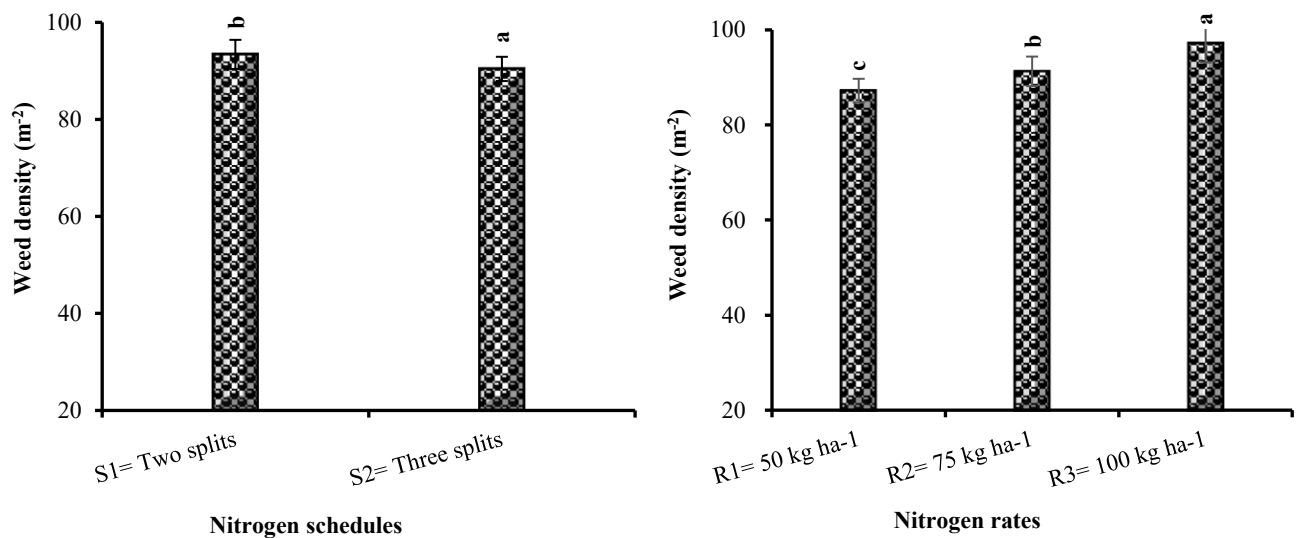 Weed density (m-2)
100
80
60
40
20
b
a
S1= Two splits
S2= Three splits
Nitrogen schedules
Weed density (m-2)
100
80
60
40
20
c
b
a
R1= 50 kg ha-1
R2= 75 kg ha-1
R3= 100 kg ha-1
Nitrogen rates